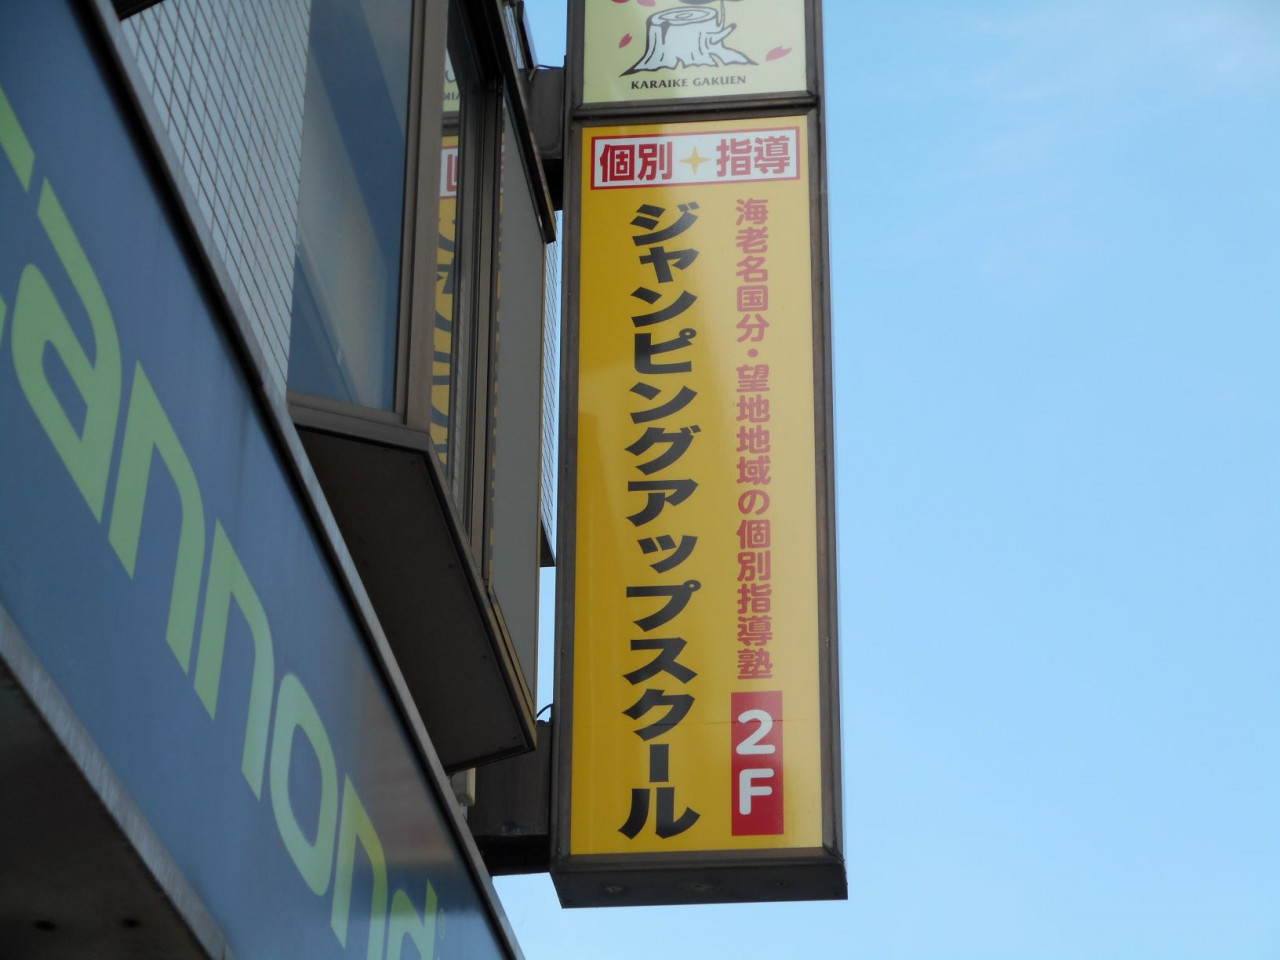 KARAIKE GAKUEN
個別指導
海老名国分・望地地域の個別指導塾
ジャンピングアップスクール
2F
annond